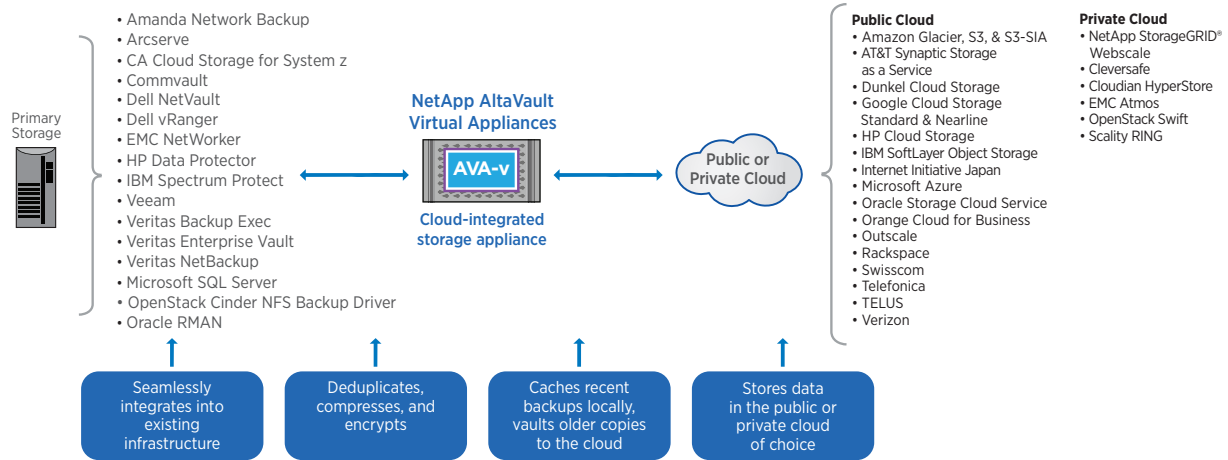 Primary
Storage
• Amanda Network Backup
• Arcserve
• CA Cloud Storage for System z
• Commvault
• Dell NetVault
• Dell vRanger
• EMC NetWorker
• HP Data Protector
• IBM Spectrum Protect
• Veeam
• Veritas Backup Exec
• Veritas Enterprise Vault
• Veritas NetBackup
• Microsoft SQL Server
• OpenStack Cinder NFS Backup Driver
• Oracle RMAN
NetApp AltaVault
Virtual Appliances
AVA-v
Cloud-integrated
storage appliance
Public or
Private Cloud
Public Cloud
• Amazon Glacier, S3, & S3-SIA
• AT&T Synaptic Storage
as a Service
• Dunkel Cloud Storage
• Google Cloud Storage
Standard & Nearline
• HP Cloud Storage
• IBM SoftLayer Object Storage
• Internet Initiative Japan
• Microsoft Azure
• Oracle Storage Cloud Service
• Orange Cloud for Business
• Outscale
• Rackspace
• Swisscom
• Telefonica
• TELUS
• Verizon
Private Cloud
• NetApp StorageGRID®
Webscale
• Cleversafe
• Cloudian HyperStore
• EMC Atmos
• OpenStack Swift
• Scality RING
Seamlessly
integrates into
existing
infrastructure
Deduplicates,
compresses, and
encrypts
Caches recent
backups locally,
vaults older copies
to the cloud
Stores data
in the public or
private cloud
of choice